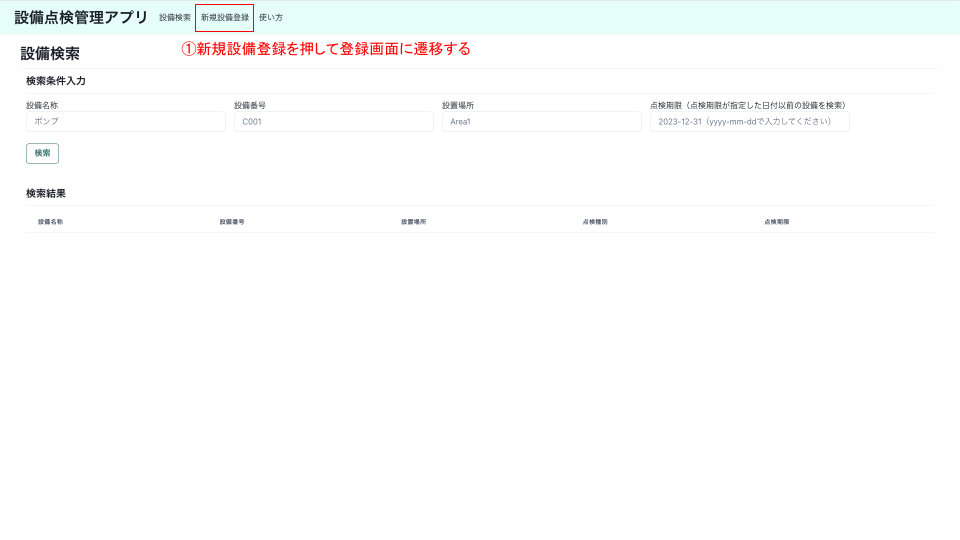 設備点検管理アプリ 設備検索 新規設備登録 使い方
①新規設備登録を押して登録画面に遷移する
設備検索
検索条件入力
設備名称 設備番号 設置場所 点検期限（点検期限が指定した日付以前の設備を検索）
ポンプ C001 Area1 2023-12-31（yyyy-mm-ddで入力してください）
検索
検索結果
設備名称 設備番号 設置場所 点検種別 点検期限